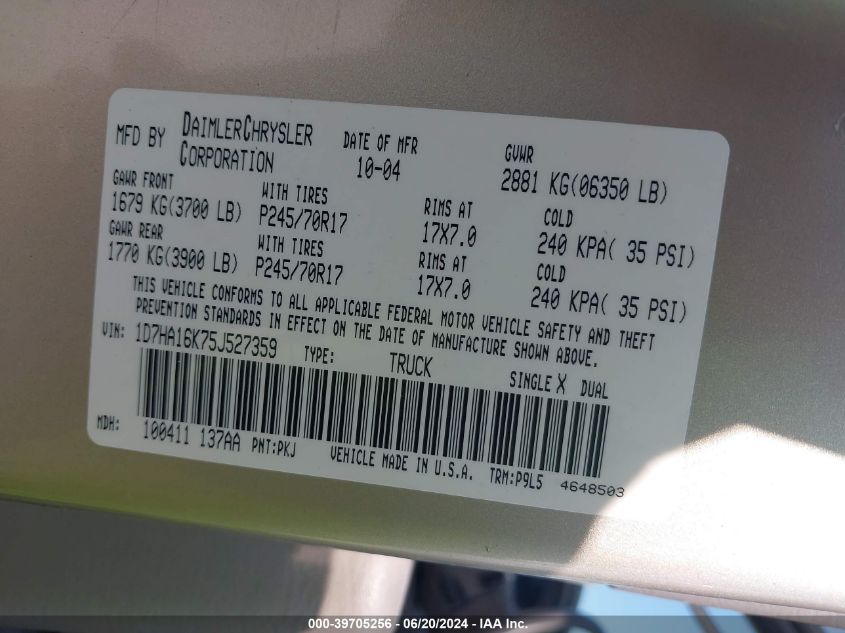 MFD BY DAIMLERCHRYSLER CORPORATION DATE OF MFR 10-04 GVWR 2881 KG(06350 LB)
GAWR FRONT WITH TIRES RIMS AT COLD
1679 KG(3700 LB) P245/70R17 17X7.0 240 KPA( 35 PSI)
GAWR REAR WITH TIRES RIMS AT COLD
1770 KG(3900 LB) P245/70R17 17X7.0 240 KPA( 35 PSI)
THIS VEHICLE CONFORMS TO ALL APPLICABLE FEDERAL MOTOR VEHICLE SAFETY AND THEFT
PREVENTION STANDARDS IN EFFECT ON THE DATE OF MANUFACTURE SHOWN ABOVE.
VIN: 1D7HA16K75J527359 TYPE: TRUCK SINGLE X DUAL
MDH: 100411 137AA PNT:PKJ VEHICLE MADE IN U.S.A. TRM:P9L5 4648503
000-39705256 - 06/20/2024 - IAA Inc.